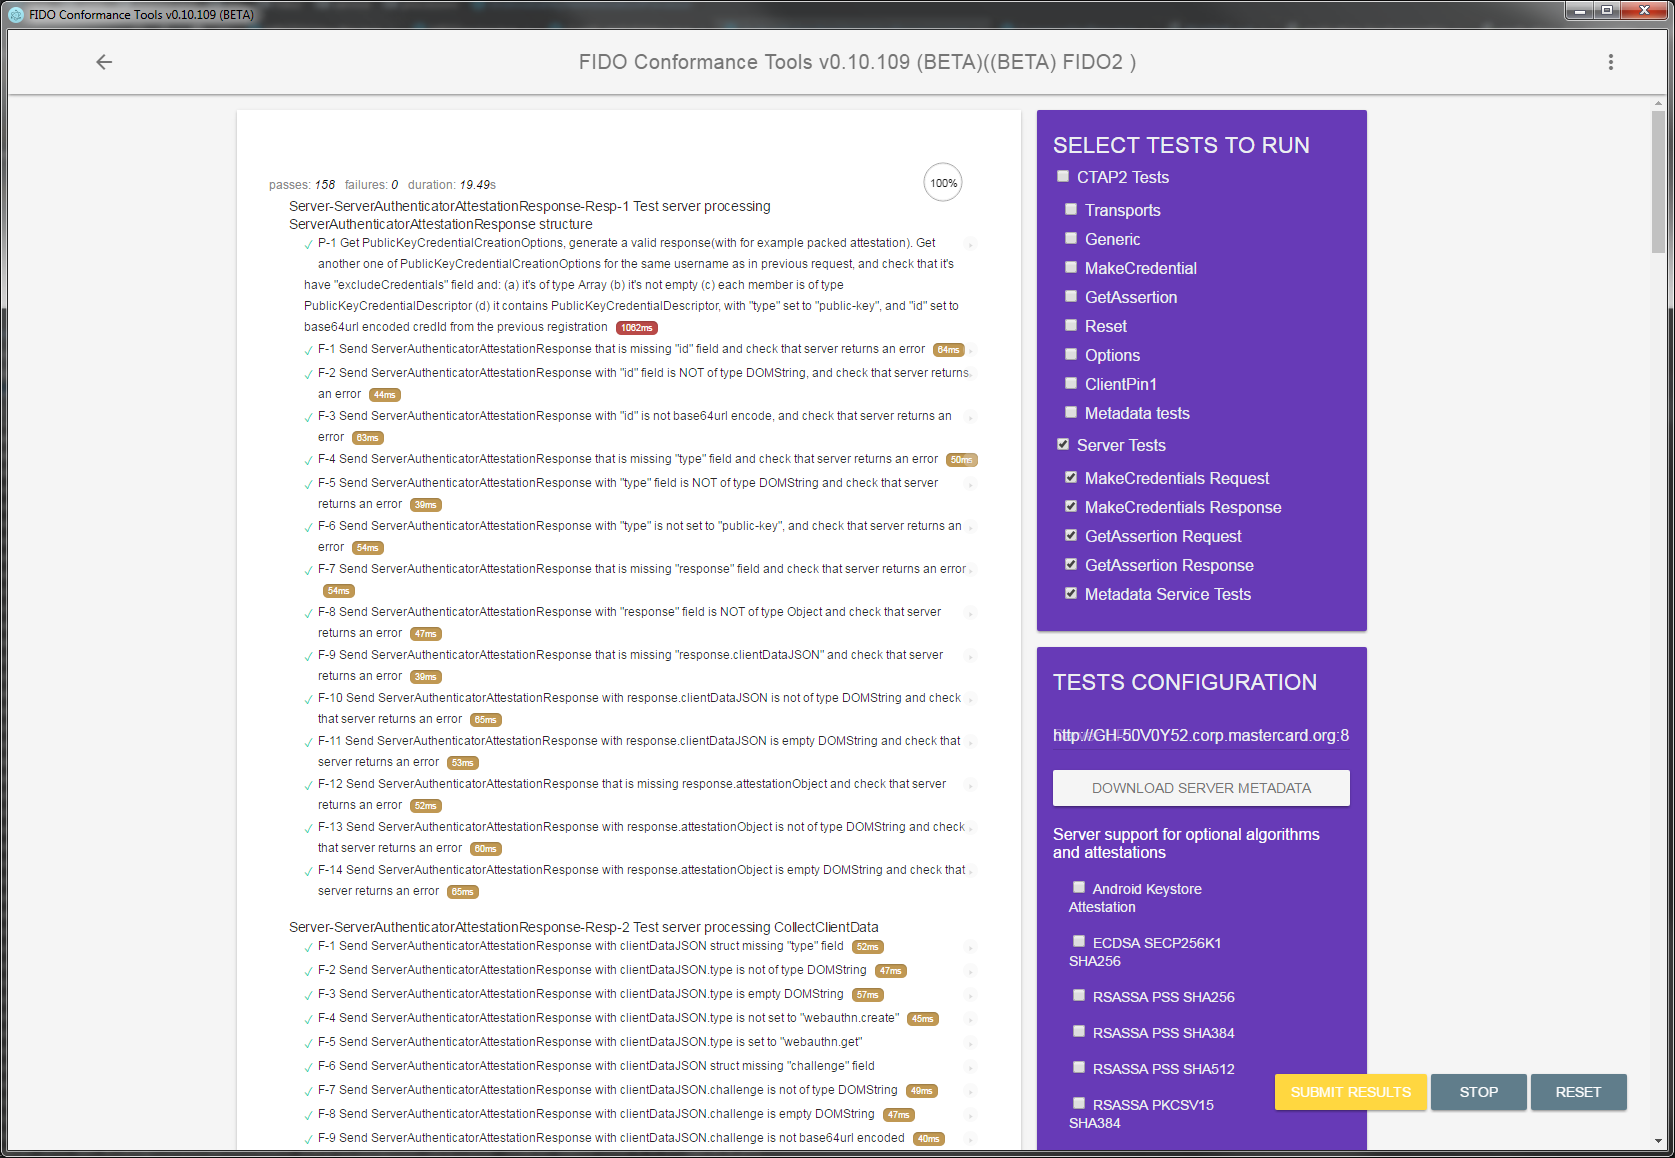 FIDO Conformance Tools v0.10.109 (BETA)
FIDO Conformance Tools v0.10.109 (BETA)((BETA) FIDO2 )
passes: 158 failures: 0 duration: 19.49s
100%
Server-ServerAuthenticatorAttestationResponse-Resp-1 Test server processing
ServerAuthenticatorAttestationResponse structure
✓ P-1 Get PublicKeyCredentialCreationOptions, generate a valid response(with for example packed attestation). Get
another one of PublicKeyCredentialCreationOptions for the same username as in previous request, and check that it's
have "excludeCredentials" field and: (a) it's of type Array (b) it's not empty (c) each member is of type
PublicKeyCredentialDescriptor (d) it contains PublicKeyCredentialDescriptor, with "type" set to "public-key", and "id" set to
base64url encoded credId from the previous registration 1062ms
✓ F-1 Send ServerAuthenticatorAttestationResponse that is missing "id" field and check that server returns an error 64ms
✓ F-2 Send ServerAuthenticatorAttestationResponse with "id" field is NOT of type DOMString, and check that server returns
an error 44ms
✓ F-3 Send ServerAuthenticatorAttestationResponse with "id" is not base64url encode, and check that server returns an
error 63ms
✓ F-4 Send ServerAuthenticatorAttestationResponse that is missing "type" field and check that server returns an error 50ms
✓ F-5 Send ServerAuthenticatorAttestationResponse with "type" field is NOT of type DOMString and check that server
returns an error 39ms
✓ F-6 Send ServerAuthenticatorAttestationResponse with "type" is not set to "public-key", and check that server returns an
error 54ms
✓ F-7 Send ServerAuthenticatorAttestationResponse that is missing "response" field and check that server returns an error
54ms
✓ F-8 Send ServerAuthenticatorAttestationResponse with "response" field is NOT of type Object and check that server
returns an error 47ms
✓ F-9 Send ServerAuthenticatorAttestationResponse that is missing "response.clientDataJSON" and check that server
returns an error 39ms
✓ F-10 Send ServerAuthenticatorAttestationResponse with response.clientDataJSON is not of type DOMString and check
that server returns an error 65ms
✓ F-11 Send ServerAuthenticatorAttestationResponse with response.clientDataJSON is empty DOMString and check that
server returns an error 53ms
✓ F-12 Send ServerAuthenticatorAttestationResponse that is missing response.attestationObject and check that server
returns an error 52ms
✓ F-13 Send ServerAuthenticatorAttestationResponse with response.attestationObject is not of type DOMString and check
that server returns an error 60ms
✓ F-14 Send ServerAuthenticatorAttestationResponse with response.attestationObject is empty DOMString and check that
server returns an error 65ms
Server-ServerAuthenticatorAttestationResponse-Resp-2 Test server processing CollectClientData
✓ F-1 Send ServerAuthenticatorAttestationResponse with clientDataJSON struct missing "type" field 52ms
✓ F-2 Send ServerAuthenticatorAttestationResponse with clientDataJSON.type is not of type DOMString 47ms
✓ F-3 Send ServerAuthenticatorAttestationResponse with clientDataJSON.type is empty DOMString 57ms
✓ F-4 Send ServerAuthenticatorAttestationResponse with clientDataJSON.type is not set to "webauthn.create" 45ms
✓ F-5 Send ServerAuthenticatorAttestationResponse with clientDataJSON.type is set to "webauthn.get"
✓ F-6 Send ServerAuthenticatorAttestationResponse with clientDataJSON struct missing "challenge" field
✓ F-7 Send ServerAuthenticatorAttestationResponse with clientDataJSON.challenge is not of type DOMString 49ms
✓ F-8 Send ServerAuthenticatorAttestationResponse with clientDataJSON.challenge is empty DOMString 47ms
✓ F-9 Send ServerAuthenticatorAttestationResponse with clientDataJSON.challenge is not base64url encoded 40ms
SELECT TESTS TO RUN
CTAP2 Tests
Transports
Generic
MakeCredential
GetAssertion
Reset
Options
ClientPin1
Metadata tests
Server Tests
MakeCredentials Request
MakeCredentials Response
GetAssertion Request
GetAssertion Response
Metadata Service Tests
TESTS CONFIGURATION
http://GH-50V0Y52.corp.mastercard.org:8
DOWNLOAD SERVER METADATA
Server support for optional algorithms
and attestations
Android Keystore
Attestation
ECDSA SECP256K1
SHA256
RSASSA PSS SHA256
RSASSA PSS SHA384
RSASSA PSS SHA512
RSASSA PKCSV15
SHA384
SUBMIT RESULTS
STOP
RESET